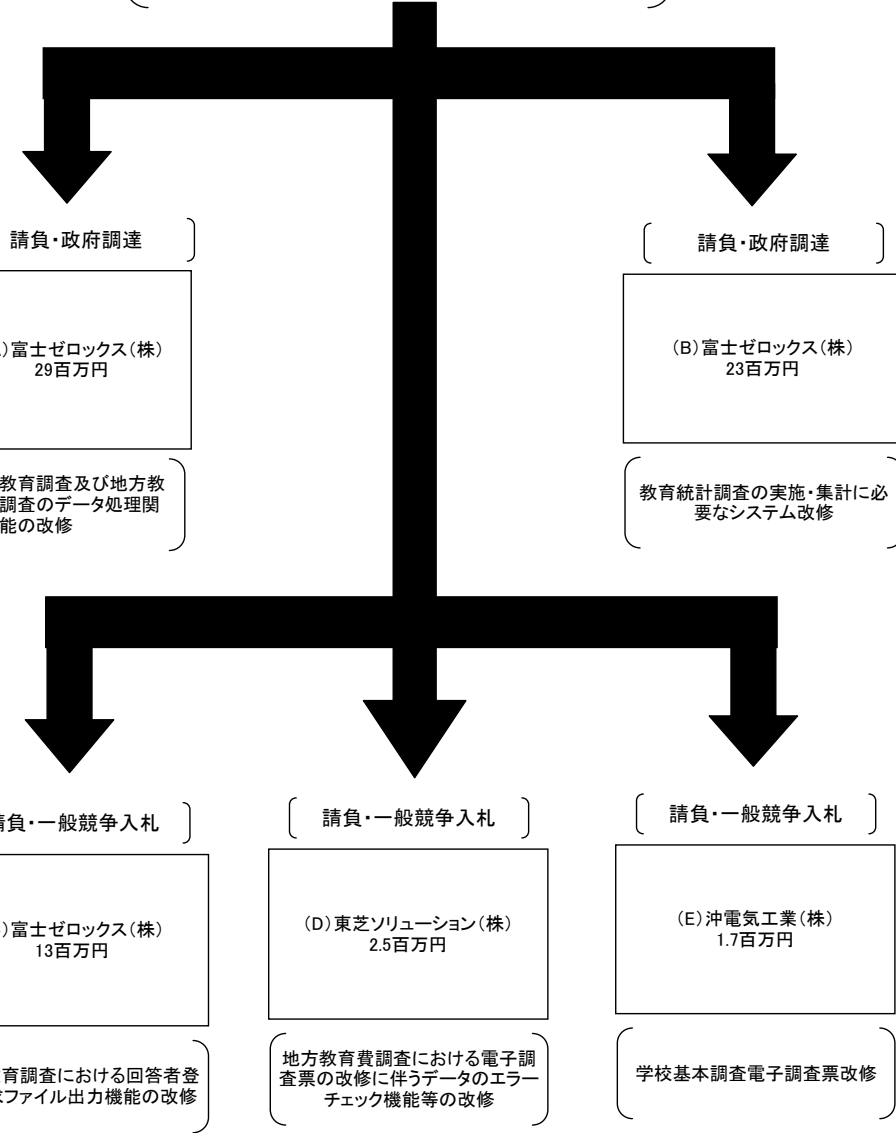 請負・政府調達
請負・政府調達
)富士ゼロックス(株)
29百万円
(B)富士ゼロックス(株)
23百万円
教育調査及び地方教
調査のデータ処理関
能の改修
教育統計調査の実施・集計に必
要なシステム改修
負・一般競争入札
請負・一般競争入札
請負・一般競争入札
)富士ゼロックス(株)
13百万円
(D)東芝ソリューション(株)
2.5百万円
(E)沖電気工業(株)
1.7百万円
育調査における回答者登
ファイル出力機能の改修
地方教育費調査における電子調
査票の改修に伴うデータのエラー
チェック機能等の改修
学校基本調査電子調査票改修